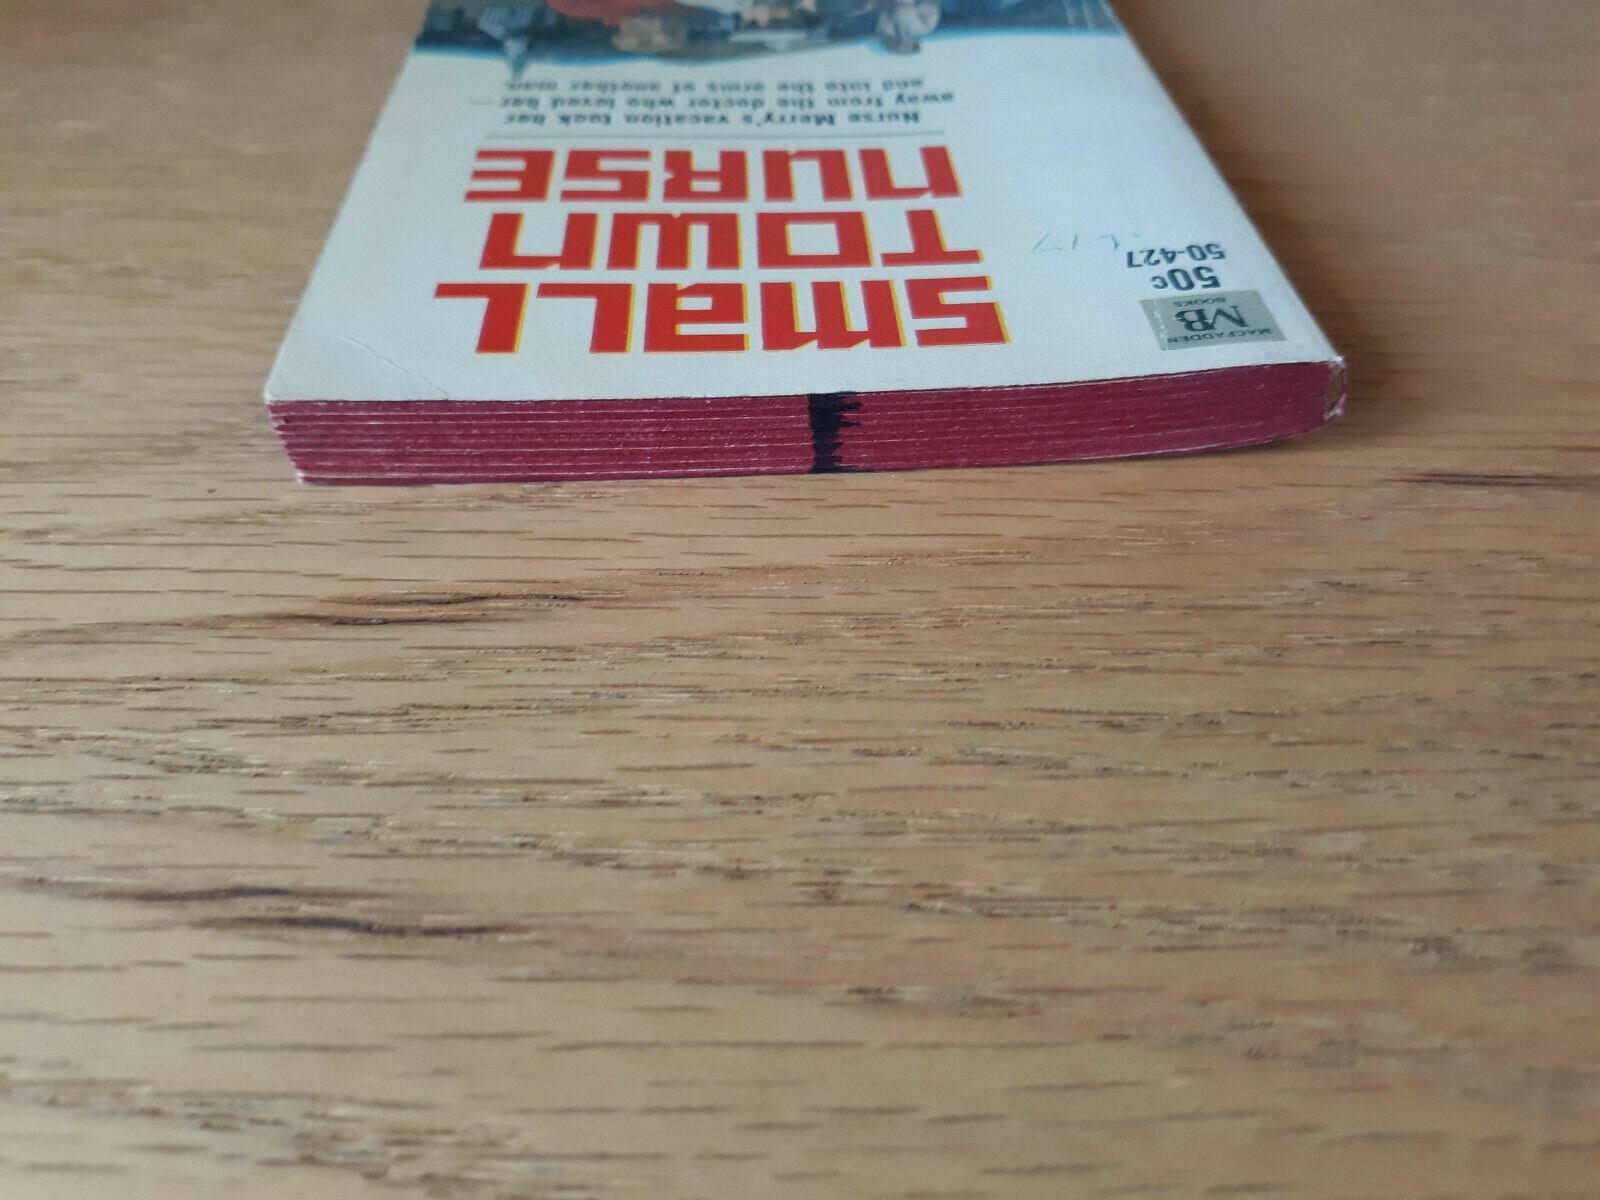 MACFADDEN
MB
BOOKS
50c
50-427
SMALL
TOWN
NURSE
Nurse Merry's vacation took her
away from the doctor who loved her—
and into the arms of another man.